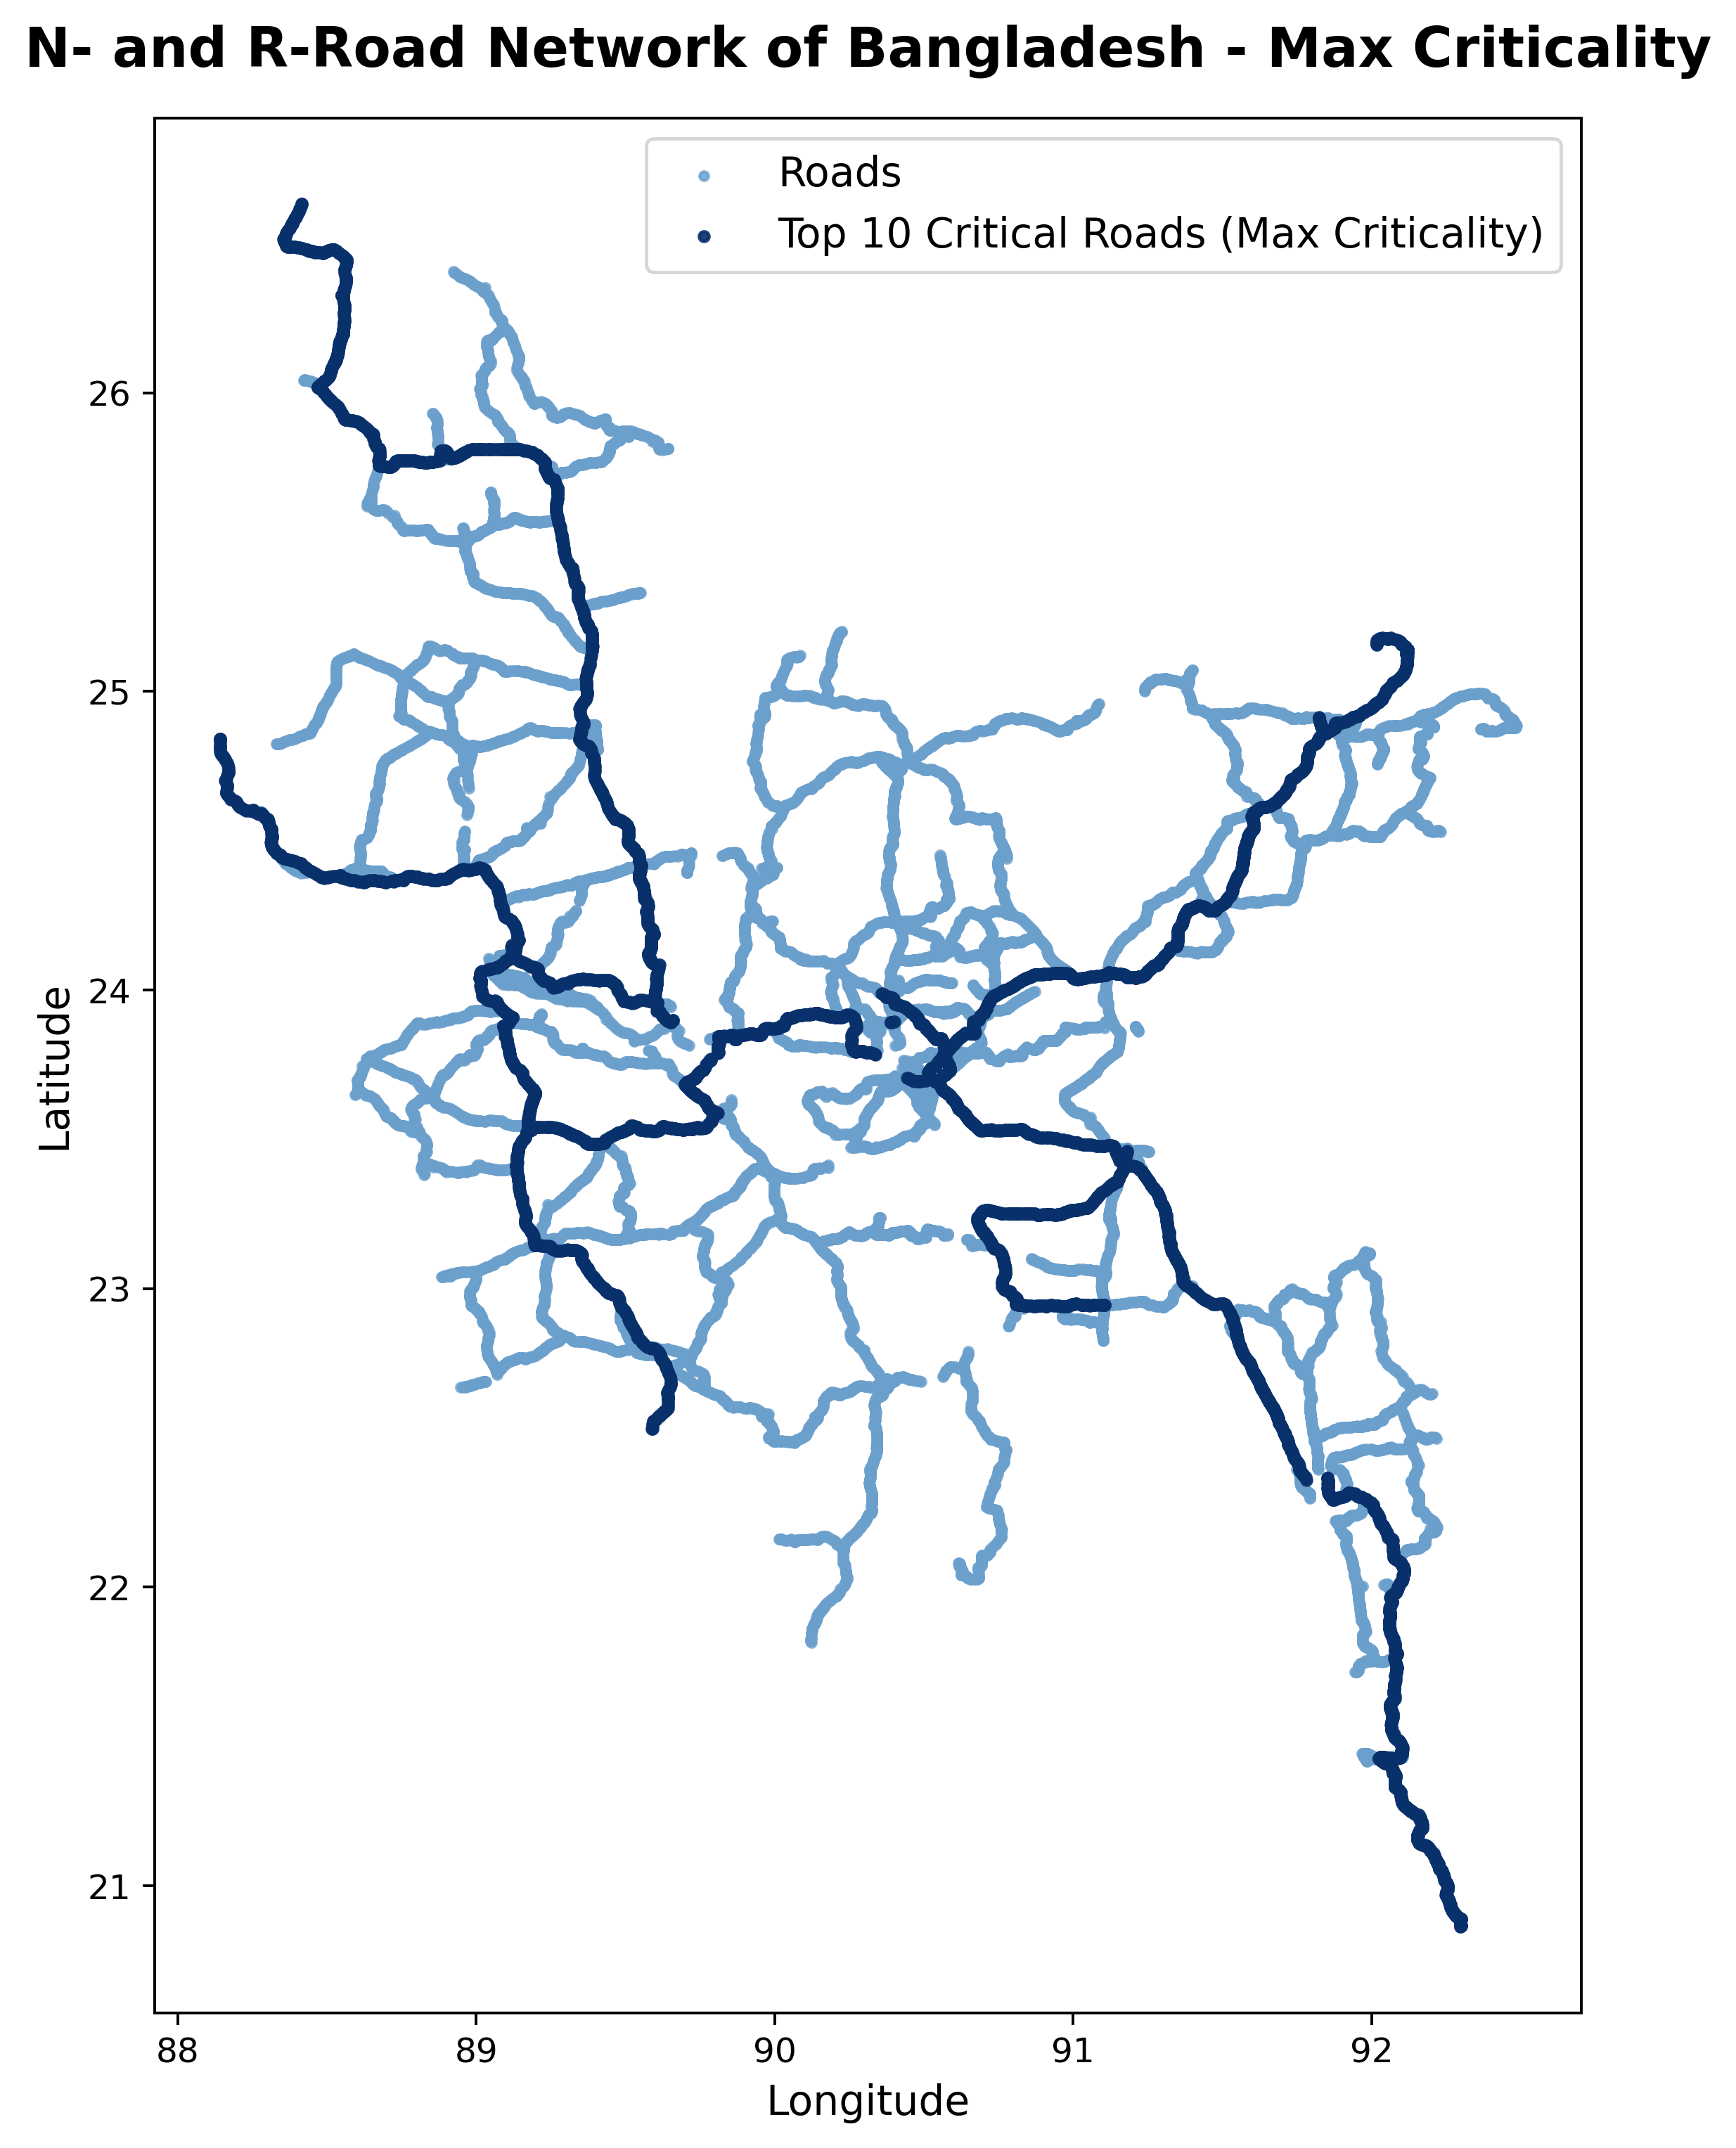 N- and R-Road Network of Bangladesh - Max Criticality
Roads
Top 10 Critical Roads (Max Criticality)
26
25
24
23
22
21
Latitude
88 89 90 91 92
Longitude